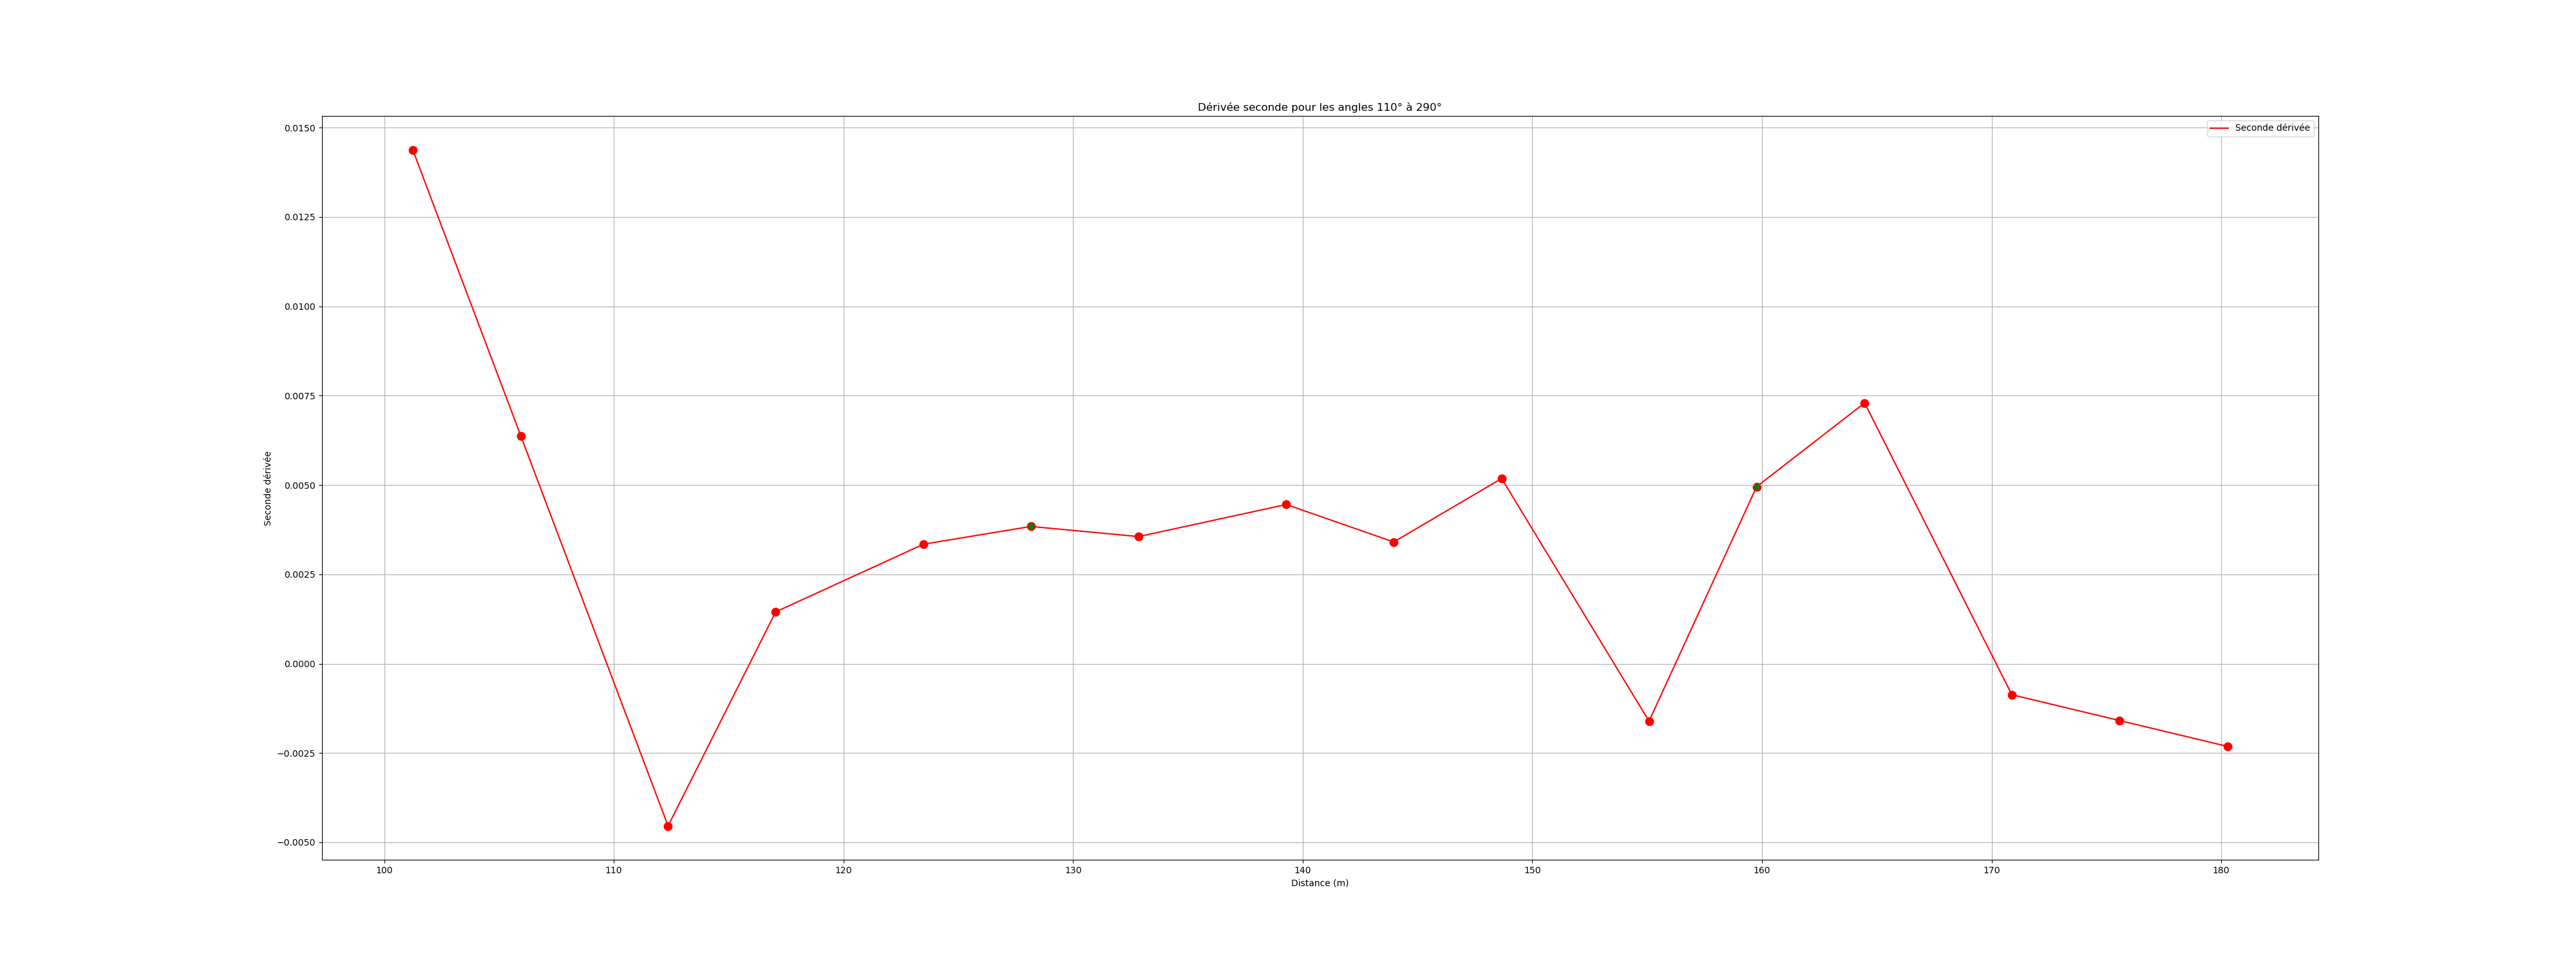 Dérivée seconde pour les angles 110° à 290°
Seconde dérivée
0.0150
0.0125
0.0100
0.0075
0.0050
0.0025
0.0000
−0.0025
−0.0050
Seconde dérivée
100 110 120 130 140 150 160 170 180
Distance (m)